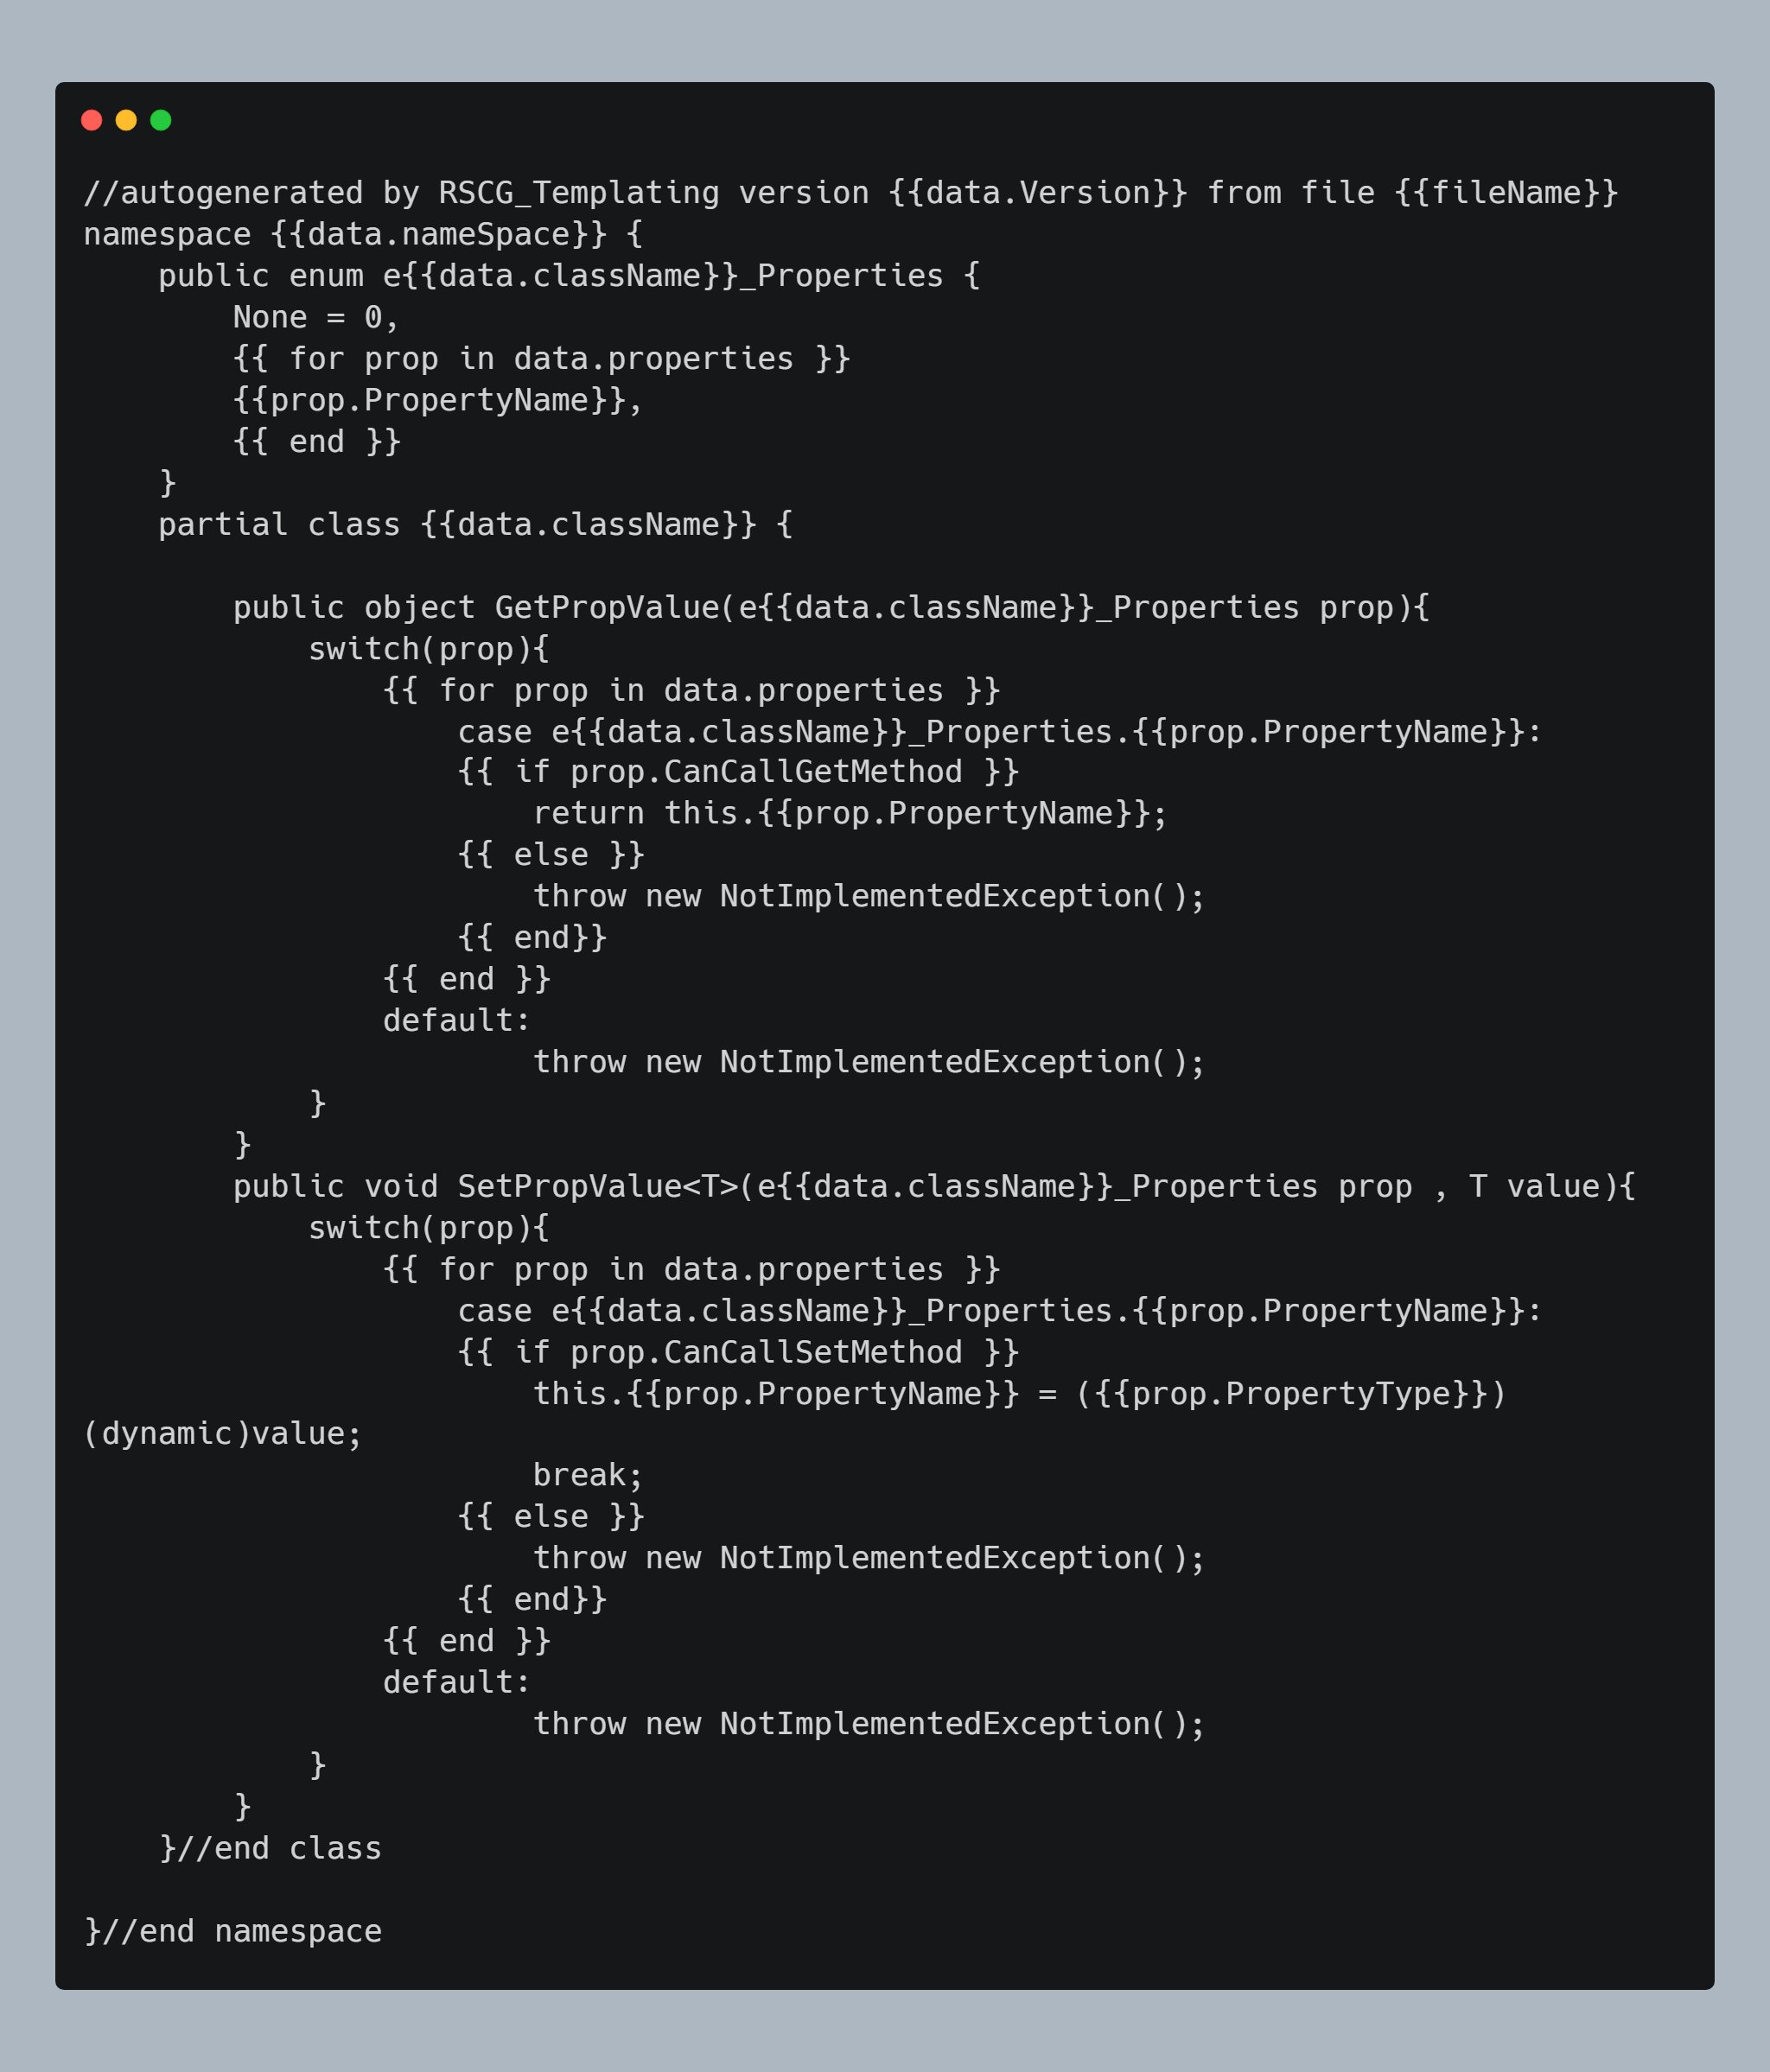 //autogenerated by RSCG_Templating version {{data.Version}} from file {{fileName}}
namespace {{data.nameSpace}} {
    public enum e{{data.className}}_Properties {
        None = 0,
        {{ for prop in data.properties }}
        {{prop.PropertyName}},
        {{ end }}
    }
    partial class {{data.className}} {

        public object GetPropValue(e{{data.className}}_Properties prop){
            switch(prop){
                {{ for prop in data.properties }}
                    case e{{data.className}}_Properties.{{prop.PropertyName}}:
                    {{ if prop.CanCallGetMethod }}
                        return this.{{prop.PropertyName}};
                    {{ else }}
                        throw new NotImplementedException();
                    {{ end}}
                {{ end }}
                default:
                        throw new NotImplementedException();
            }
        }
        public void SetPropValue<T>(e{{data.className}}_Properties prop , T value){
            switch(prop){
                {{ for prop in data.properties }}
                    case e{{data.className}}_Properties.{{prop.PropertyName}}:
                    {{ if prop.CanCallSetMethod }}
                        this.{{prop.PropertyName}} = ({{prop.PropertyType}})
(dynamic)value;
                        break;
                    {{ else }}
                        throw new NotImplementedException();
                    {{ end}}
                {{ end }}
                default:
                        throw new NotImplementedException();
            }
        }
    }//end class

}//end namespace